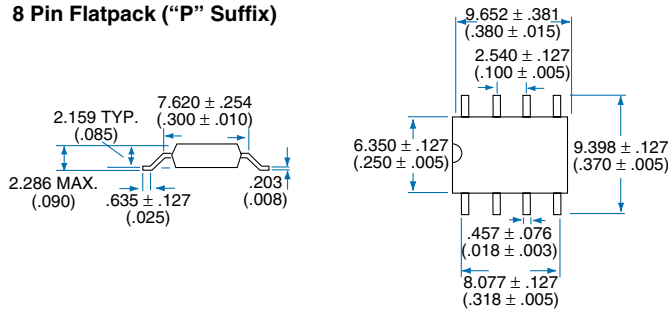 8 Pin Flatpack (“P” Suffix)
9.652 ± .381
(.380 ± .015)
2.540 ± .127
(.100 ± .005)
7.620 ± .254
(.300 ± .010)
2.159 TYP.
(.085)
6.350 ± .127
(.250 ± .005)
9.398 ± .127
(.370 ± .005)
2.286 MAX.
(.090)
.635 ± .127
(.025)
.203
(.008)
.457 ± .076
(.018 ± .003)
8.077 ± .127
(.318 ± .005)